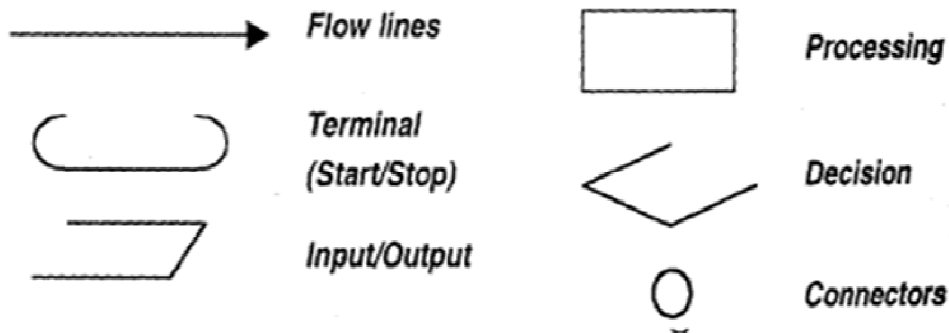 Flow lines
Terminal
(Start/Stop)
Input/Output
Processing
Decision
Connectors